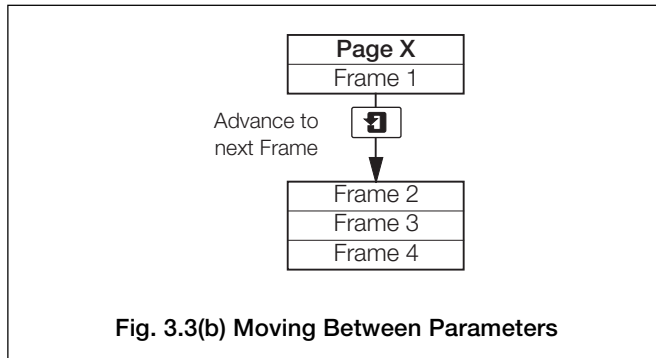 Page X
Frame 1
Advance to
next Frame
Frame 2
Frame 3
Frame 4
Fig. 3.3(b) Moving Between Parameters